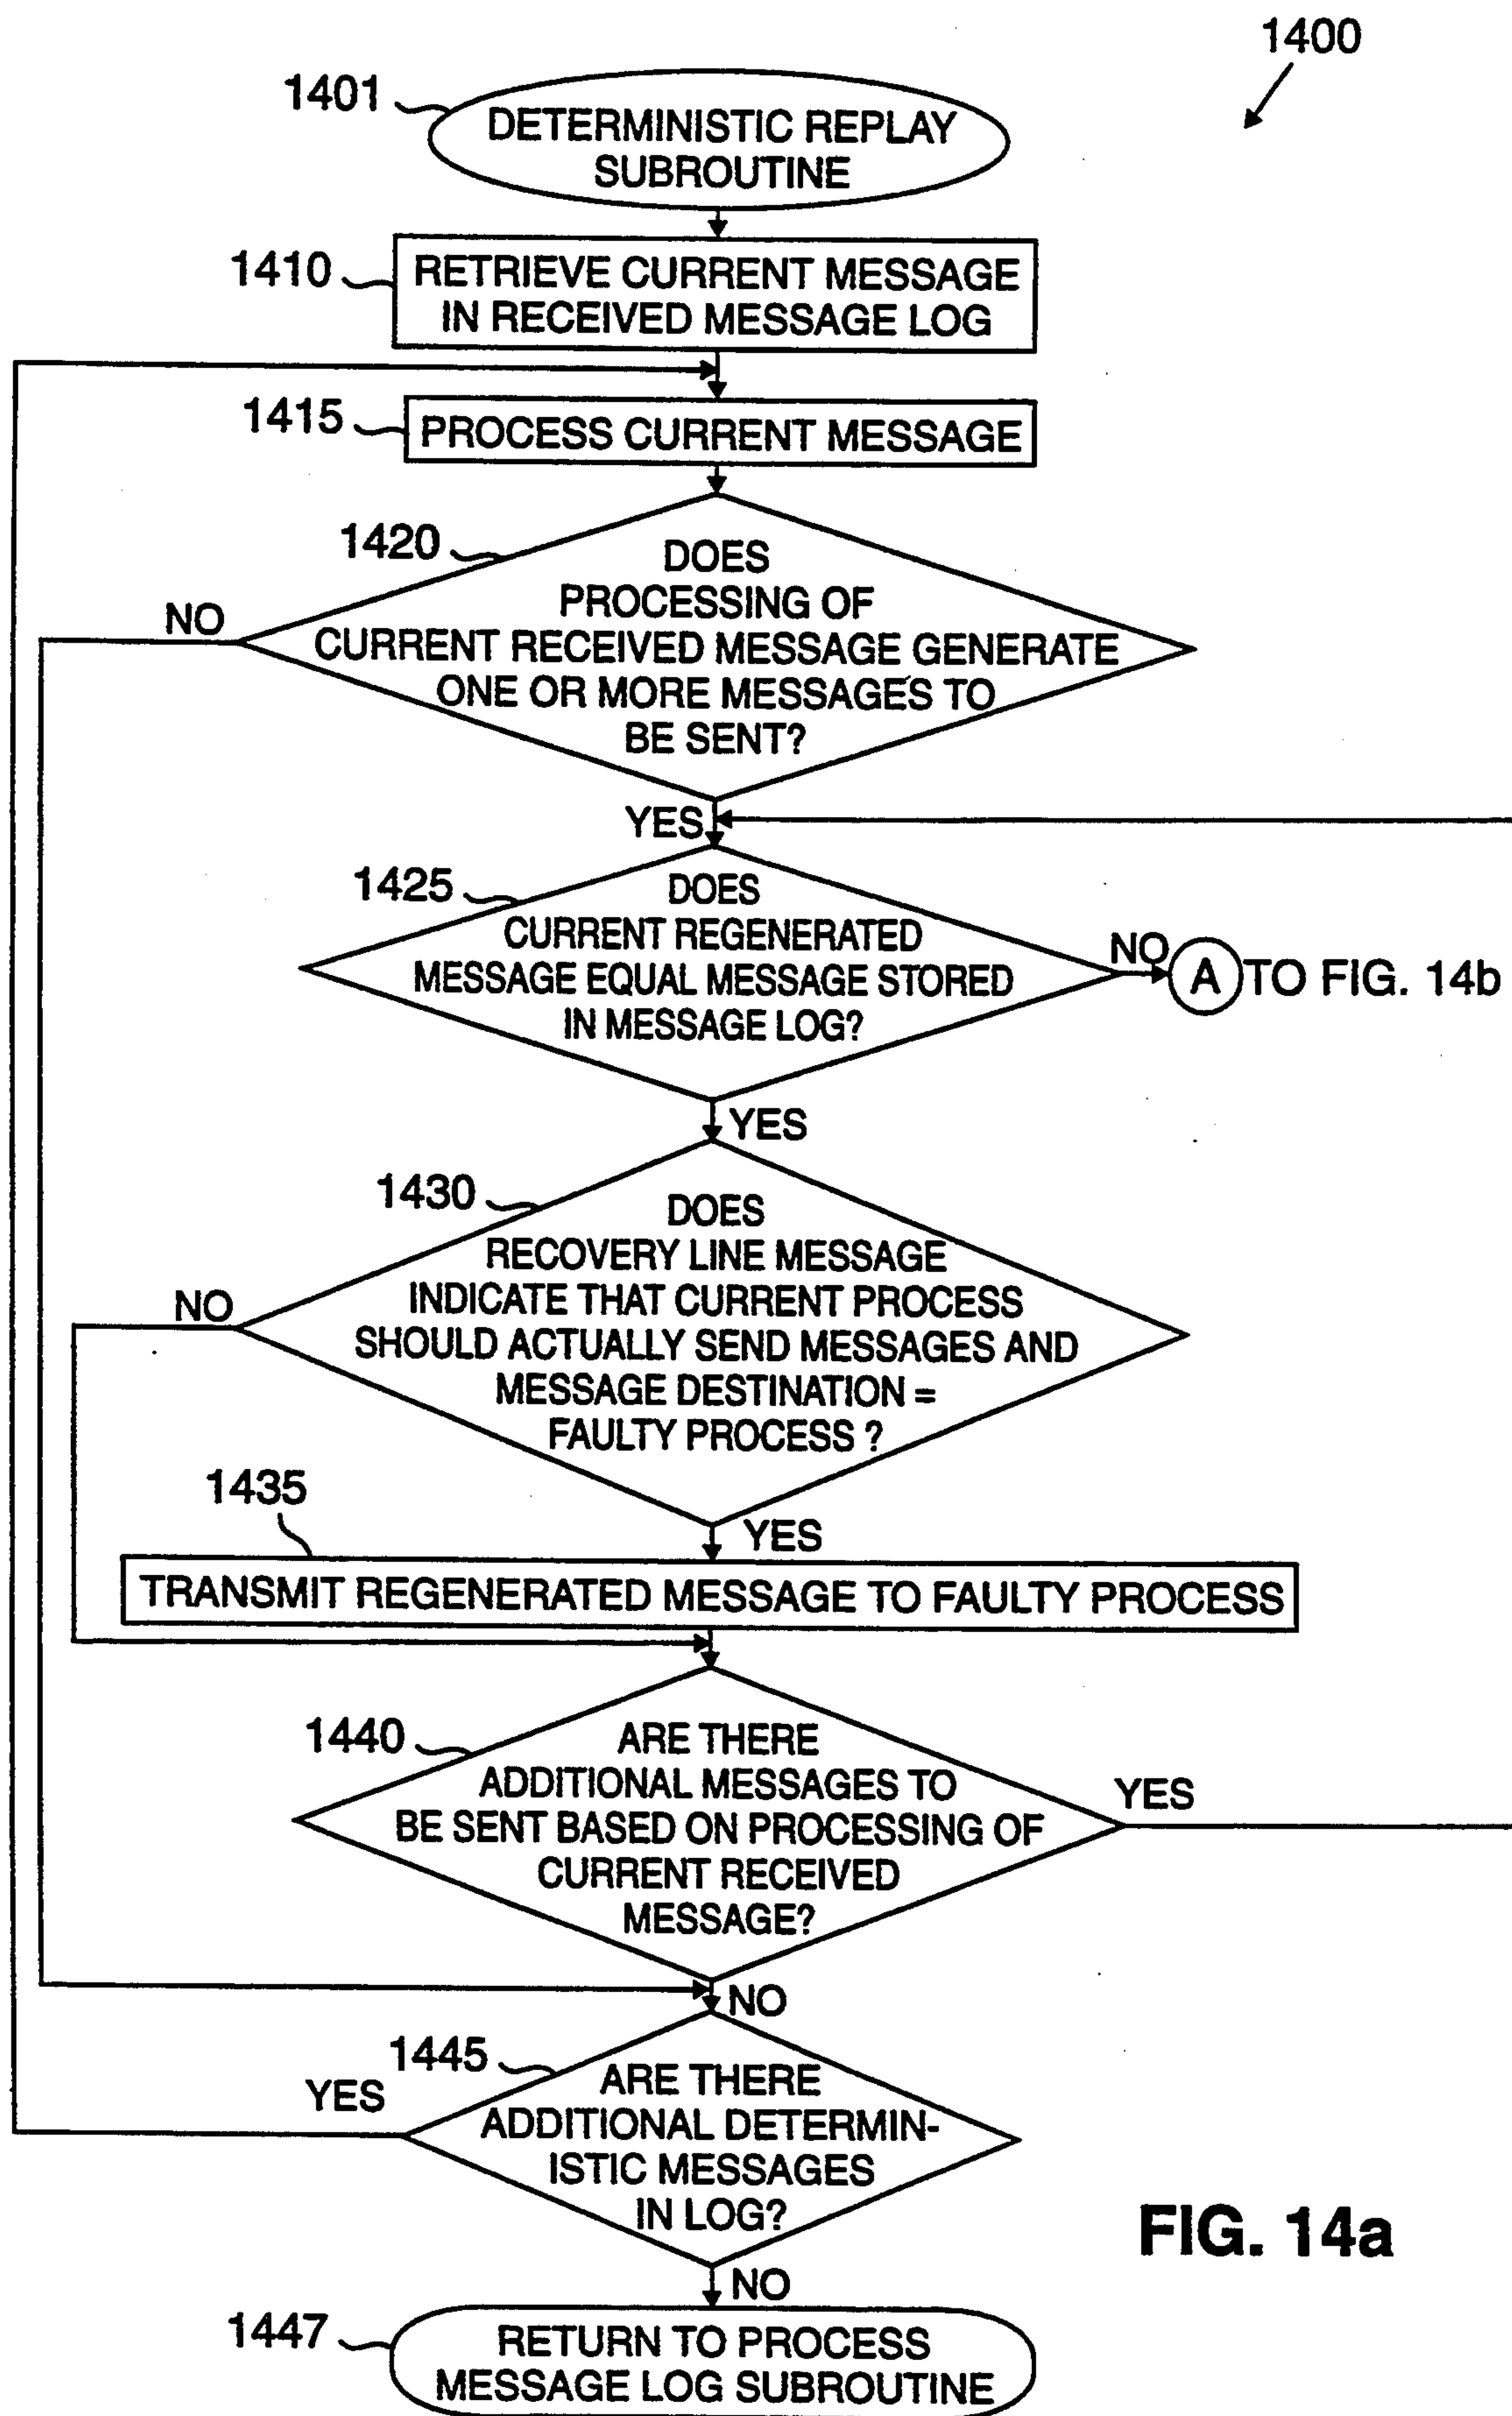 1400
1401
DETERMINISTIC REPLAY
SUBROUTINE
1410
RETRIEVE CURRENT MESSAGE
IN RECEIVED MESSAGE LOG
1415
PROCESS CURRENT MESSAGE
1420
DOES
PROCESSING OF
CURRENT RECEIVED MESSAGE GENERATE
ONE OR MORE MESSAGES TO
BE SENT?
NO
YES
1425
DOES
CURRENT REGENERATED
MESSAGE EQUAL MESSAGE STORED
IN MESSAGE LOG?
NO
A TO FIG. 14b
YES
1430
DOES
RECOVERY LINE MESSAGE
INDICATE THAT CURRENT PROCESS
SHOULD ACTUALLY SEND MESSAGES AND
MESSAGE DESTINATION =
FAULTY PROCESS ?
NO
YES
1435
TRANSMIT REGENERATED MESSAGE TO FAULTY PROCESS
1440
ARE THERE
ADDITIONAL MESSAGES TO
BE SENT BASED ON PROCESSING OF
CURRENT RECEIVED
MESSAGE?
YES
NO
1445
ARE THERE
ADDITIONAL DETERMIN-
ISTIC MESSAGES
IN LOG?
YES
NO
1447
RETURN TO PROCESS
MESSAGE LOG SUBROUTINE
FIG. 14a